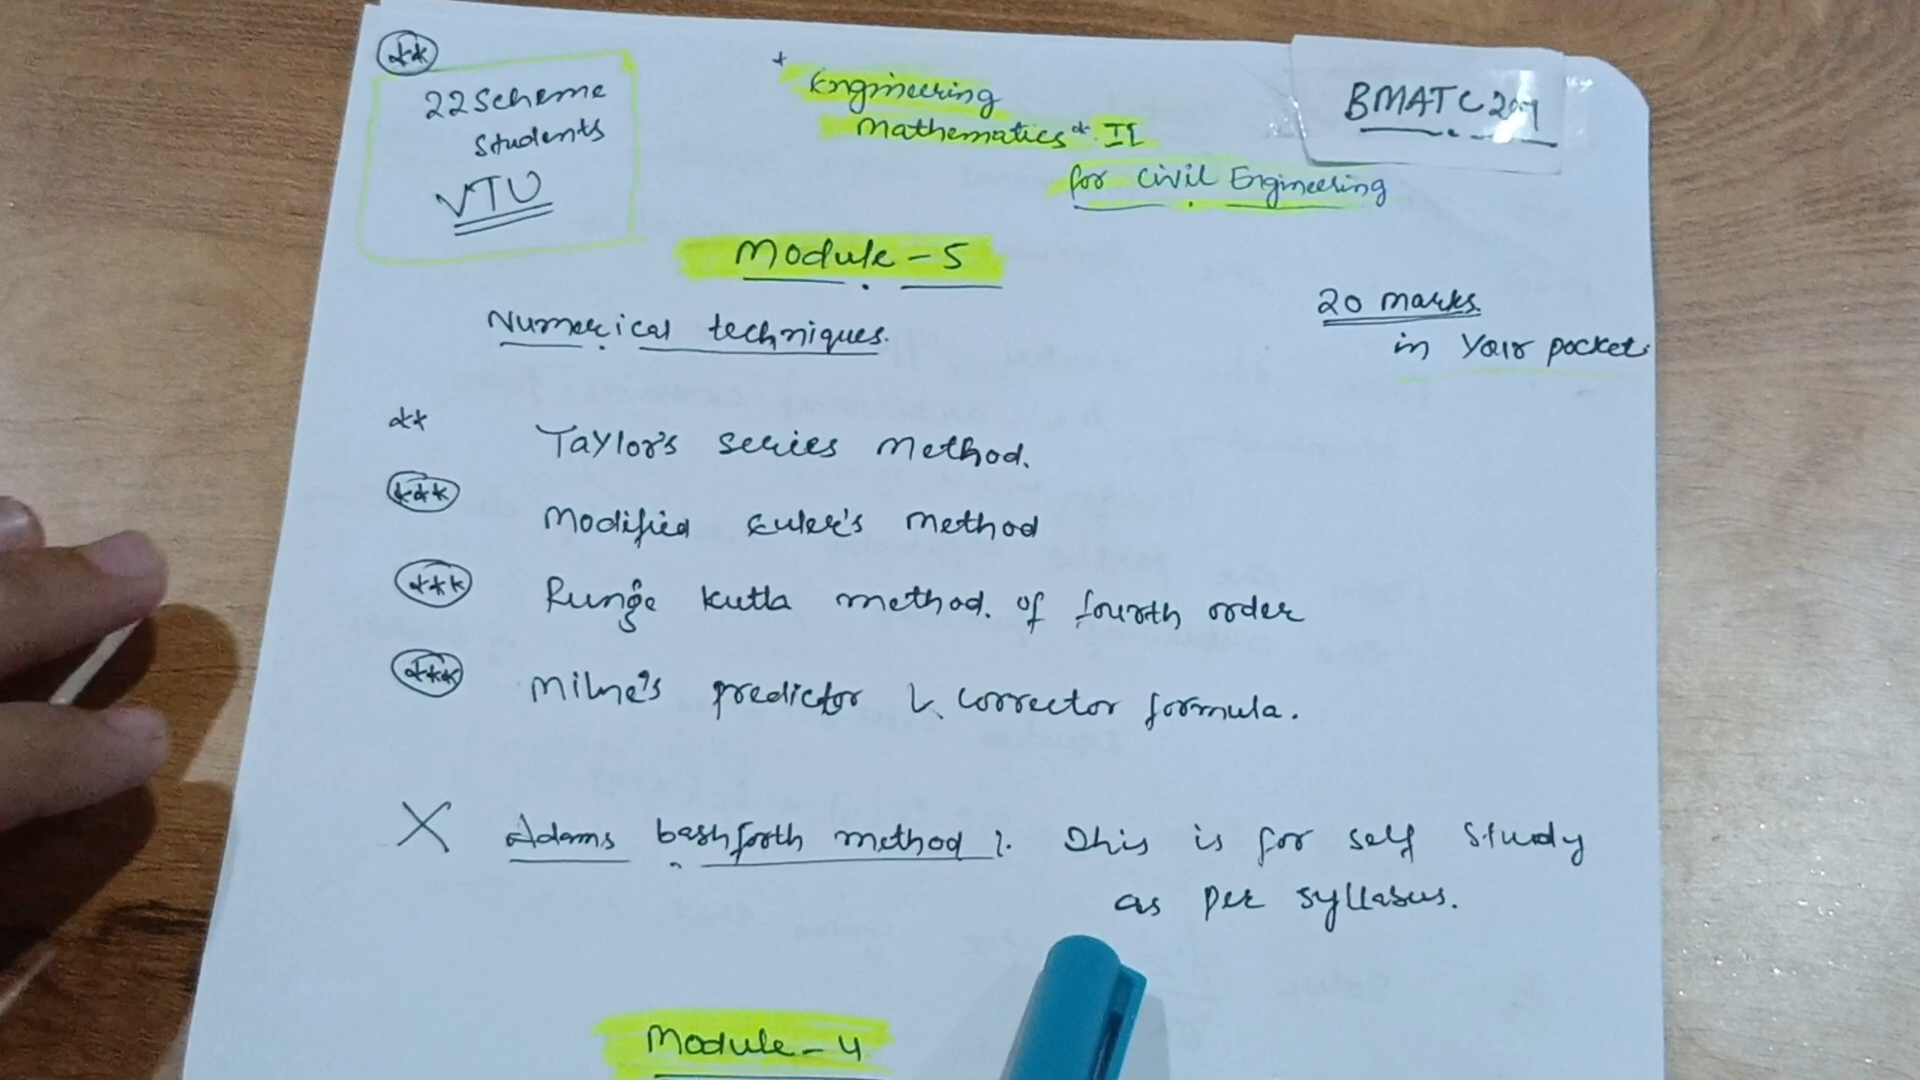 **
22 Scheme
Students
VTU
* Engineering
Mathematics *. II
for Civil Engineering
BMATC201
Module - 5
Numerical techniques.
20 marks.
in your pocket.
** Taylor's series Method.
*** Modified Euler's method
*** Runge kutta method. of fourth order
*** Milne's predictor & corrector formula.
X Adams bashforth method :. This is for self study
as per syllabus.
Module - 4